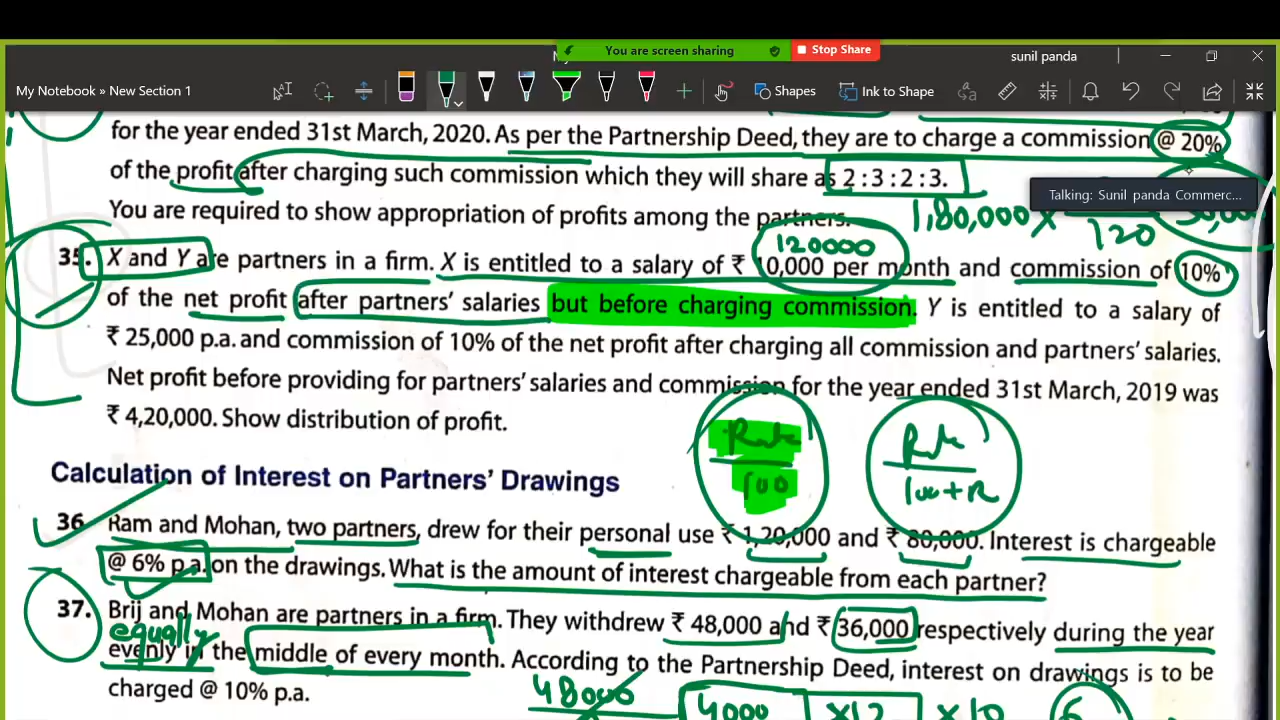 You are screen sharing
Stop Share
sunil panda
My Notebook » New Section 1
Shapes
Ink to Shape
for the year ended 31st March, 2020. As per the Partnership Deed, they are to charge a commission @ 20%
of the profit after charging such commission which they will share as 2 : 3 : 2 : 3.
Talking: Sunil panda Commerc...
You are required to show appropriation of profits among the partners.
1,80,000 ×
120
120000
35. X and Y are partners in a firm. X is entitled to a salary of ₹ 10,000 per month and commission of 10%
of the net profit after partners' salaries but before charging commission. Y is entitled to a salary of
₹ 25,000 p.a. and commission of 10% of the net profit after charging all commission and partners' salaries.
Net profit before providing for partners' salaries and commission for the year ended 31st March, 2019 was
₹ 4,20,000. Show distribution of profit.
Rate
100
Rate
100+R
Calculation of Interest on Partners' Drawings
36. Ram and Mohan, two partners, drew for their personal use ₹ 1,20,000 and ₹ 80,000. Interest is chargeable
@ 6% p.a. on the drawings. What is the amount of interest chargeable from each partner?
37. Brij and Mohan are partners in a firm. They withdrew ₹ 48,000 and ₹ 36,000 respectively during the year
equally
evenly in the middle of every month. According to the Partnership Deed, interest on drawings is to be
charged @ 10% p.a.
48000
4000 ×12 ×10 6